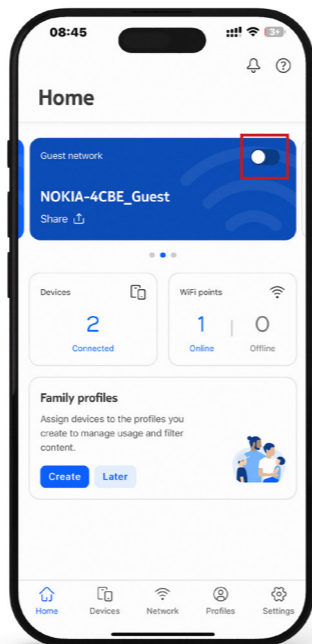 08:45
Home
Guest network
NOKIA-4CBE_Guest
Share
Devices
2
Connected
WiFi points
1
Online
0
Offline
Family profiles
Assign devices to the profiles you
create to manage usage and filter
content.
Create
Later
Home
Devices
Network
Profiles
Settings